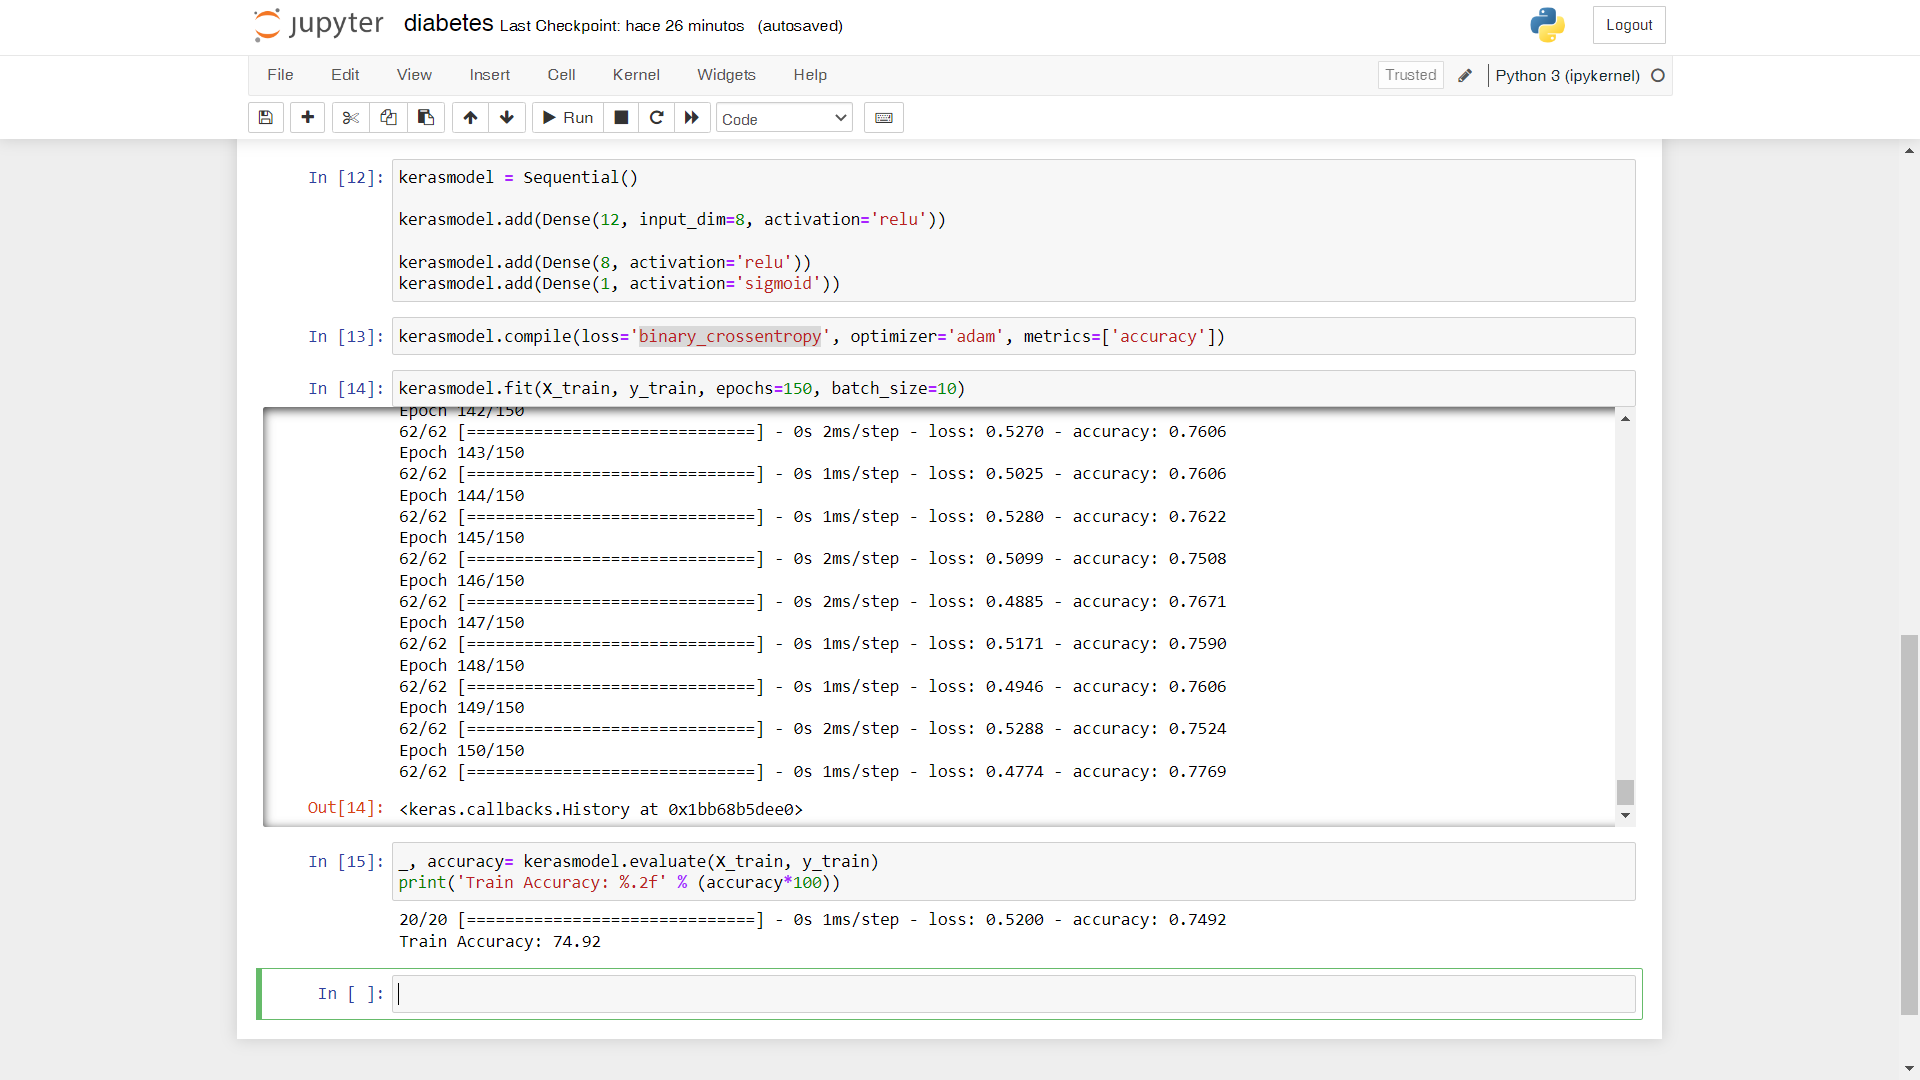 jupyter diabetes Last Checkpoint: hace 26 minutos (autosaved) Logout
File Edit View Insert Cell Kernel Widgets Help Trusted Python 3 (ipykernel)
Run Code
In [12]: kerasmodel = Sequential()
kerasmodel.add(Dense(12, input_dim=8, activation='relu'))
kerasmodel.add(Dense(8, activation='relu'))
kerasmodel.add(Dense(1, activation='sigmoid'))
In [13]: kerasmodel.compile(loss='binary_crossentropy', optimizer='adam', metrics=['accuracy'])
In [14]: kerasmodel.fit(X_train, y_train, epochs=150, batch_size=10)
Epoch 142/150
62/62 [==============================] - 0s 2ms/step - loss: 0.5270 - accuracy: 0.7606
Epoch 143/150
62/62 [==============================] - 0s 1ms/step - loss: 0.5025 - accuracy: 0.7606
Epoch 144/150
62/62 [==============================] - 0s 1ms/step - loss: 0.5280 - accuracy: 0.7622
Epoch 145/150
62/62 [==============================] - 0s 2ms/step - loss: 0.5099 - accuracy: 0.7508
Epoch 146/150
62/62 [==============================] - 0s 2ms/step - loss: 0.4885 - accuracy: 0.7671
Epoch 147/150
62/62 [==============================] - 0s 1ms/step - loss: 0.5171 - accuracy: 0.7590
Epoch 148/150
62/62 [==============================] - 0s 1ms/step - loss: 0.4946 - accuracy: 0.7606
Epoch 149/150
62/62 [==============================] - 0s 2ms/step - loss: 0.5288 - accuracy: 0.7524
Epoch 150/150
62/62 [==============================] - 0s 1ms/step - loss: 0.4774 - accuracy: 0.7769
Out[14]: <keras.callbacks.History at 0x1bb68b5dee0>
In [15]: _, accuracy= kerasmodel.evaluate(X_train, y_train)
print('Train Accuracy: %.2f' % (accuracy*100))
20/20 [==============================] - 0s 1ms/step - loss: 0.5200 - accuracy: 0.7492
Train Accuracy: 74.92
In [ ]: